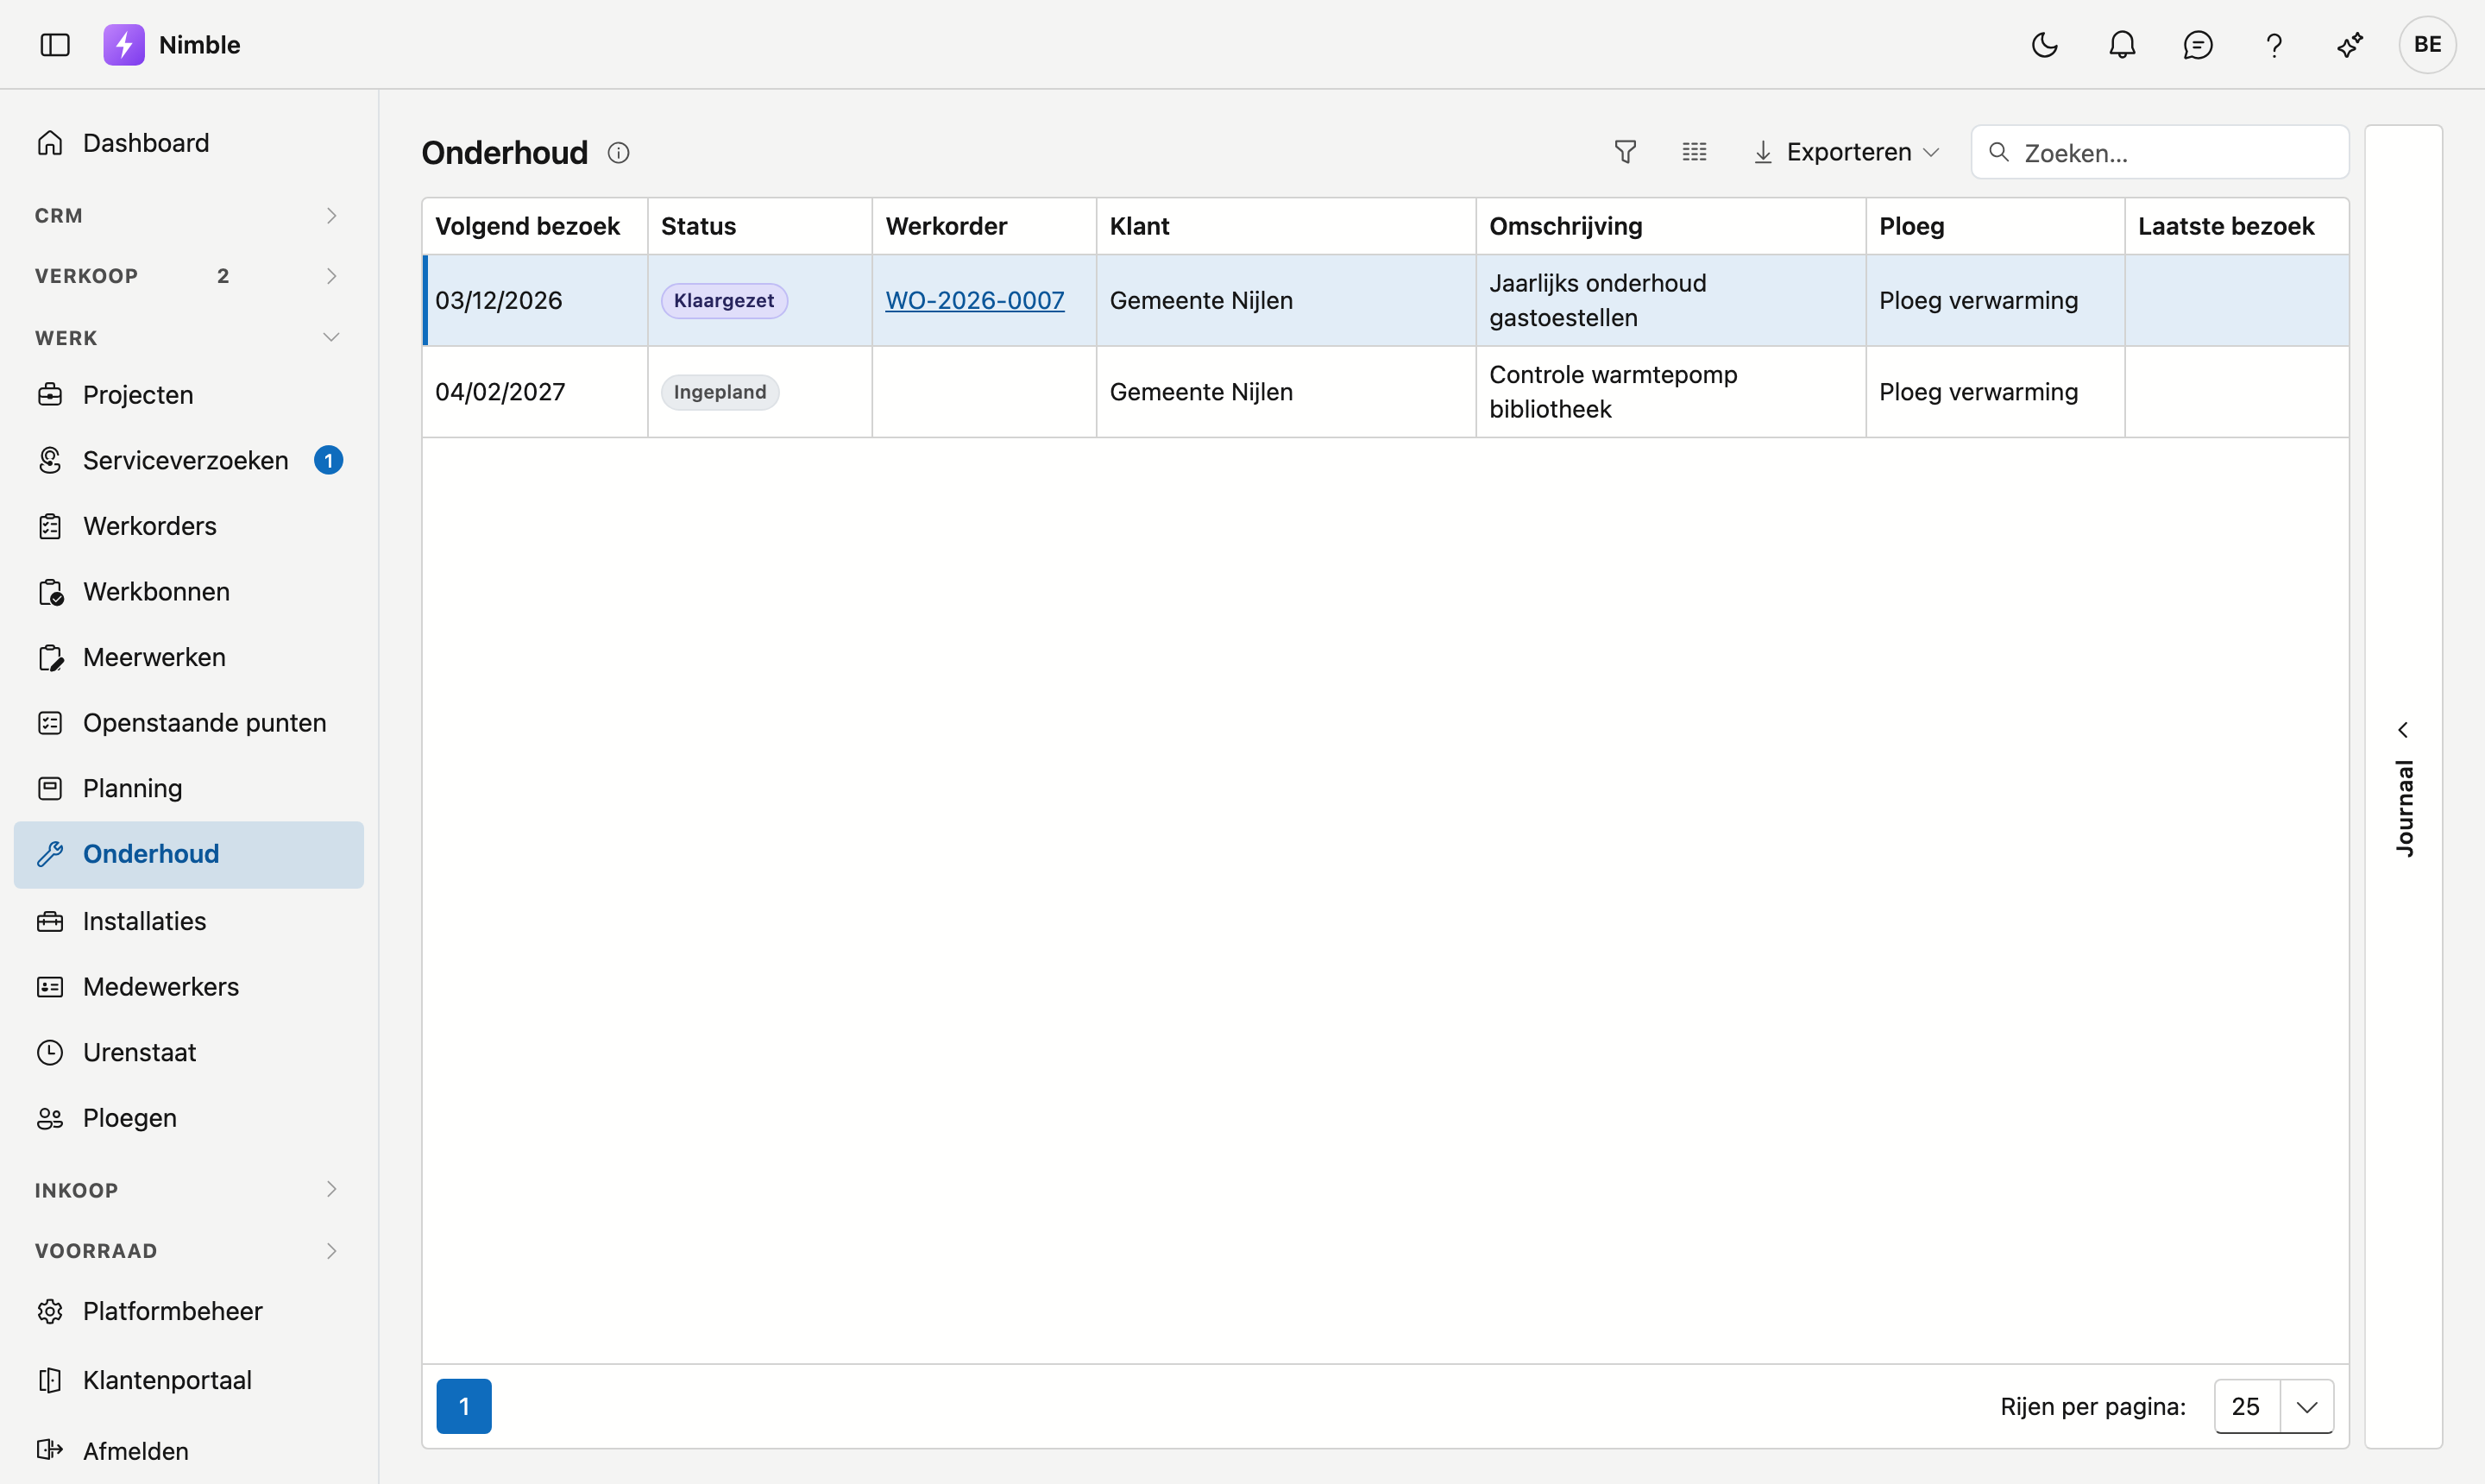 Nimble
BE
Dashboard
CRM
VERKOOP 2
WERK
Projecten
Serviceverzoeken 1
Werkorders
Werkbonnen
Meerwerken
Openstaande punten
Planning
Onderhoud
Installaties
Medewerkers
Urenstaat
Ploegen
INKOOP
VOORRAAD
Platformbeheer
Klantenportaal
Afmelden
Onderhoud
Exporteren
Zoeken...
Volgend bezoek Status Werkorder Klant Omschrijving Ploeg Laatste bezoek
03/12/2026 Klaargezet WO-2026-0007 Gemeente Nijlen Jaarlijks onderhoud
gastoestellen Ploeg verwarming
04/02/2027 Ingepland Gemeente Nijlen Controle warmtepomp
bibliotheek Ploeg verwarming
1
Rijen per pagina: 25
Journaal